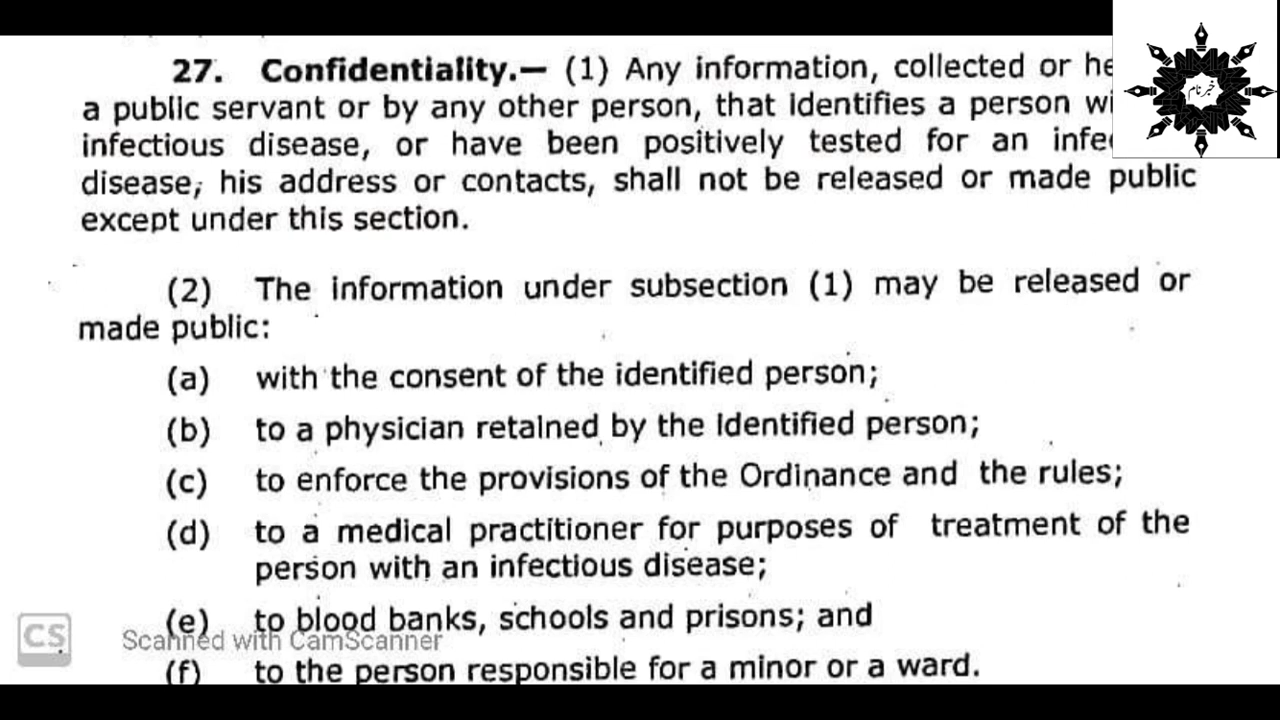 27. Confidentiality.— (1) Any information, collected or
a public servant or by any other person, that identifies a person
infectious disease, or have been positively tested for an
disease, his address or contacts, shall not be released or made public
except under this section.
(2) The information under subsection (1) may be released or
made public:
(a) with the consent of the identified person;
(b) to a physician retained by the identified person;
(c) to enforce the provisions of the Ordinance and the rules;
(d) to a medical practitioner for purposes of treatment of the
person with an infectious disease;
(e) to blood banks, schools and prisons; and
CS Scanned with CamScanner
(f) to the person responsible for a minor or a ward.
خبرنام